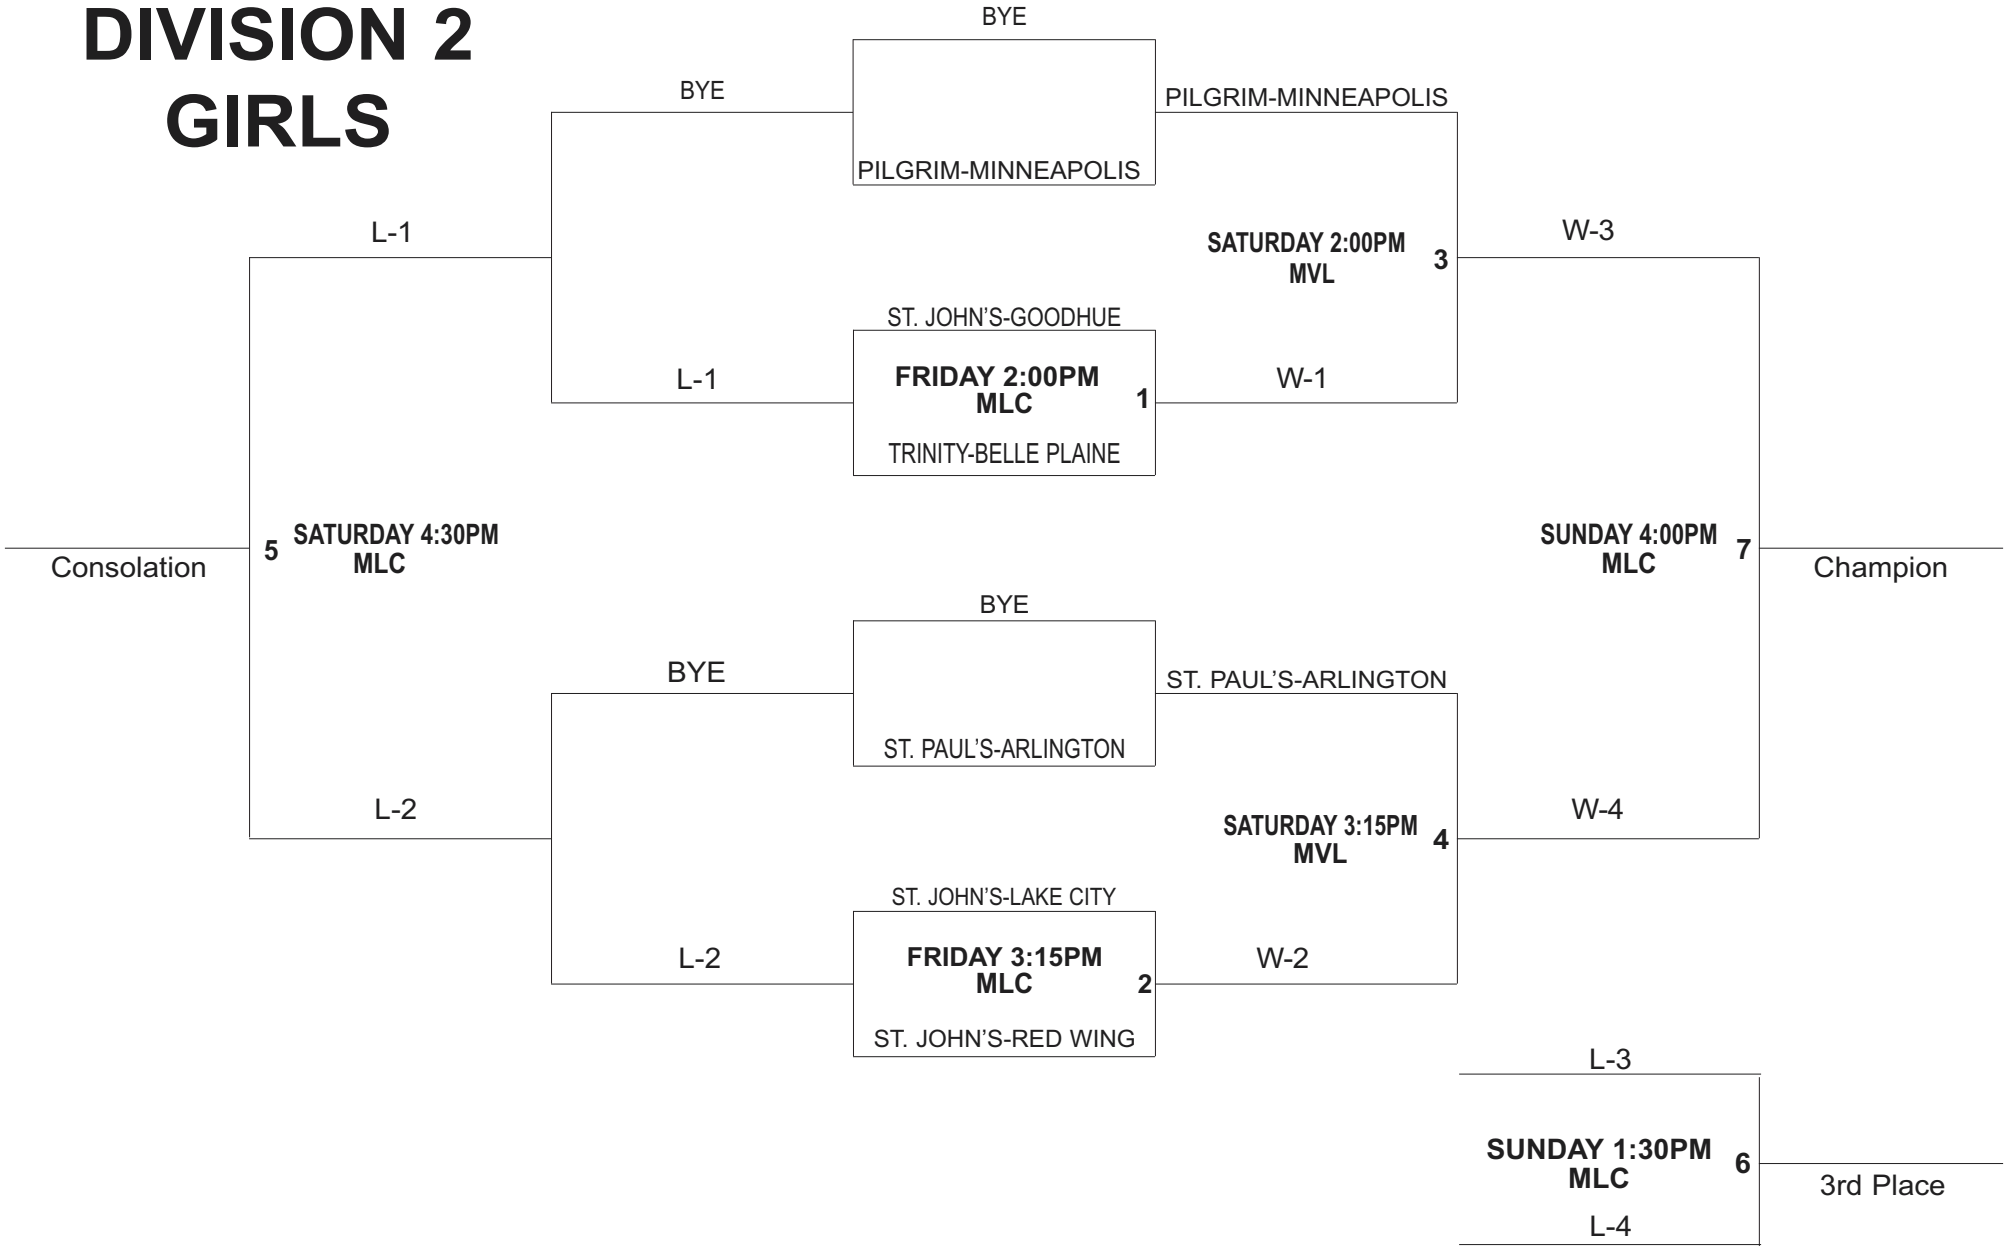 DIVISION 2
GIRLS
BYE
BYE
PILGRIM-MINNEAPOLIS
PILGRIM-MINNEAPOLIS
L-1
SATURDAY 2:00PM
MVL
3
W-3
ST. JOHN'S-GOODHUE
L-1
FRIDAY 2:00PM
MLC
1
W-1
TRINITY-BELLE PLAINE
Consolation
5
SATURDAY 4:30PM
MLC
SUNDAY 4:00PM
MLC
7
Champion
BYE
BYE
ST. PAUL'S-ARLINGTON
ST. PAUL'S-ARLINGTON
L-2
SATURDAY 3:15PM
MVL
4
W-4
ST. JOHN'S-LAKE CITY
L-2
FRIDAY 3:15PM
MLC
2
W-2
ST. JOHN'S-RED WING
L-3
SUNDAY 1:30PM
MLC
6
3rd Place
L-4